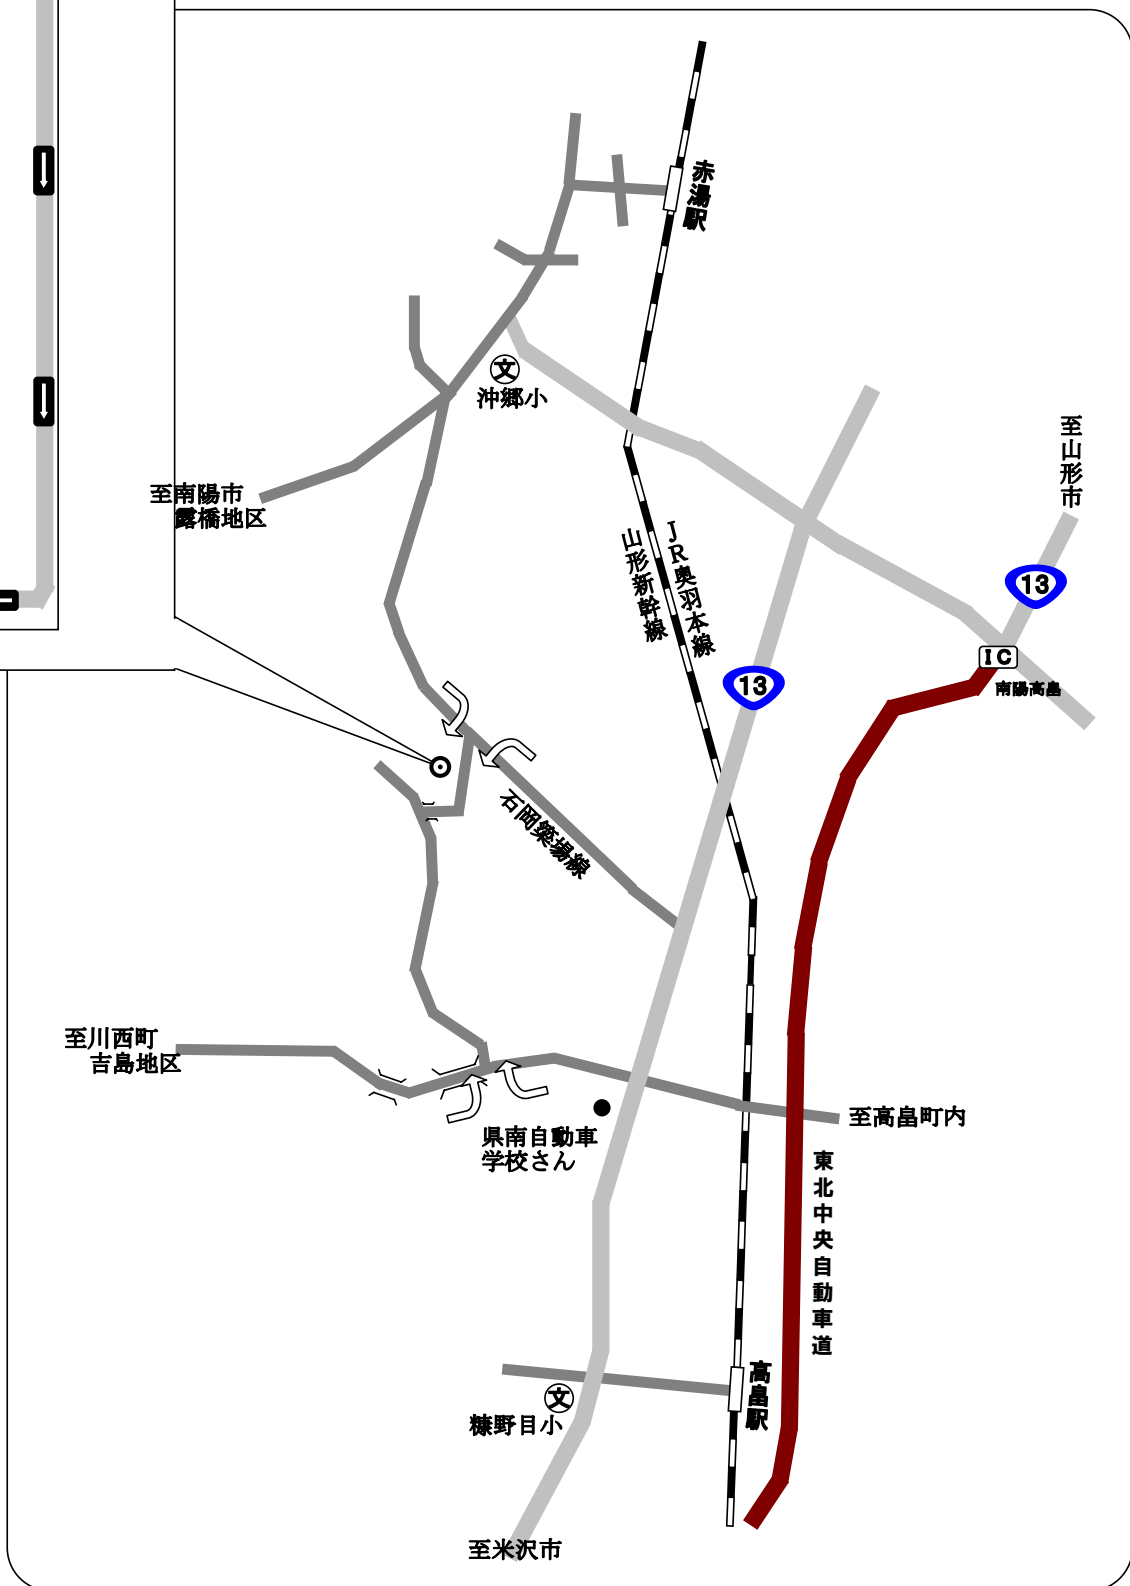 赤湯駅
文
沖郷小
至南陽市
露橋地区
至山形市
13
JR奥羽本線
山形新幹線
IC
南陽高畠
13
石岡築場線
至川西町
吉島地区
至高畠町内
県南自動車
学校さん
東北中央自動車道
高畠駅
文
糠野目小
至米沢市